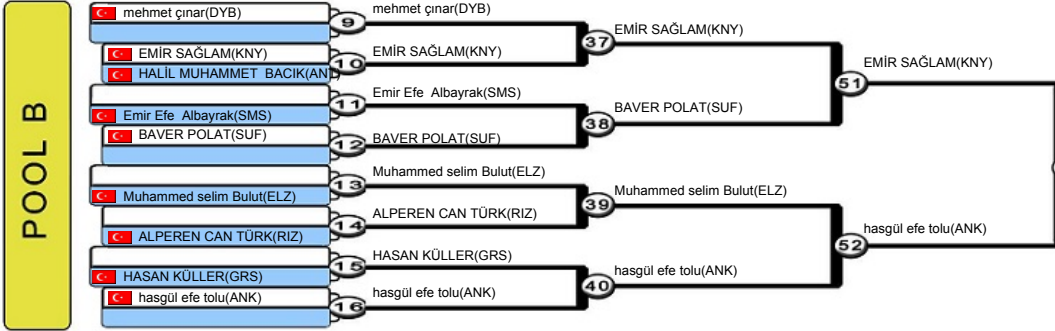 POOL B
mehmet çınar(DYB)
EMİR SAĞLAM(KNY)
HALİL MUHAMMET BACIK(ANT)
Emir Efe Albayrak(SMS)
BAVER POLAT(SUF)
Muhammed selim Bulut(ELZ)
ALPEREN CAN TÜRK(RIZ)
HASAN KÜLLER(GRS)
hasgül efe tolu(ANK)
9
10
11
12
13
14
15
16
mehmet çınar(DYB)
EMİR SAĞLAM(KNY)
Emir Efe Albayrak(SMS)
BAVER POLAT(SUF)
Muhammed selim Bulut(ELZ)
ALPEREN CAN TÜRK(RIZ)
HASAN KÜLLER(GRS)
hasgül efe tolu(ANK)
37
38
39
40
EMİR SAĞLAM(KNY)
BAVER POLAT(SUF)
Muhammed selim Bulut(ELZ)
hasgül efe tolu(ANK)
51
52
EMİR SAĞLAM(KNY)
hasgül efe tolu(ANK)